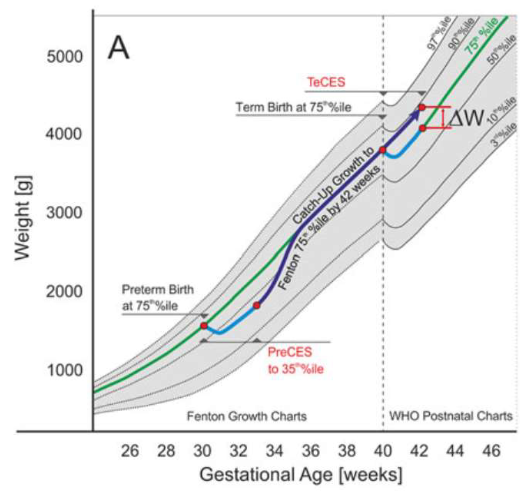 A
5000
4000
3000
2000
1000
Weight [g]
97th%ile
90th%ile
75th %ile
50th%ile
10th%ile
3rd%ile
TeCES
Term Birth at 75th%ile
ΔW
Catch-Up Growth to
Fenton 75th %ile by 42 weeks
Preterm Birth
at 75th%ile
PreCES
to 35th%ile
Fenton Growth Charts
WHO Postnatal Charts
26 28 30 32 34 36 38 40 42 44 46
Gestational Age [weeks]